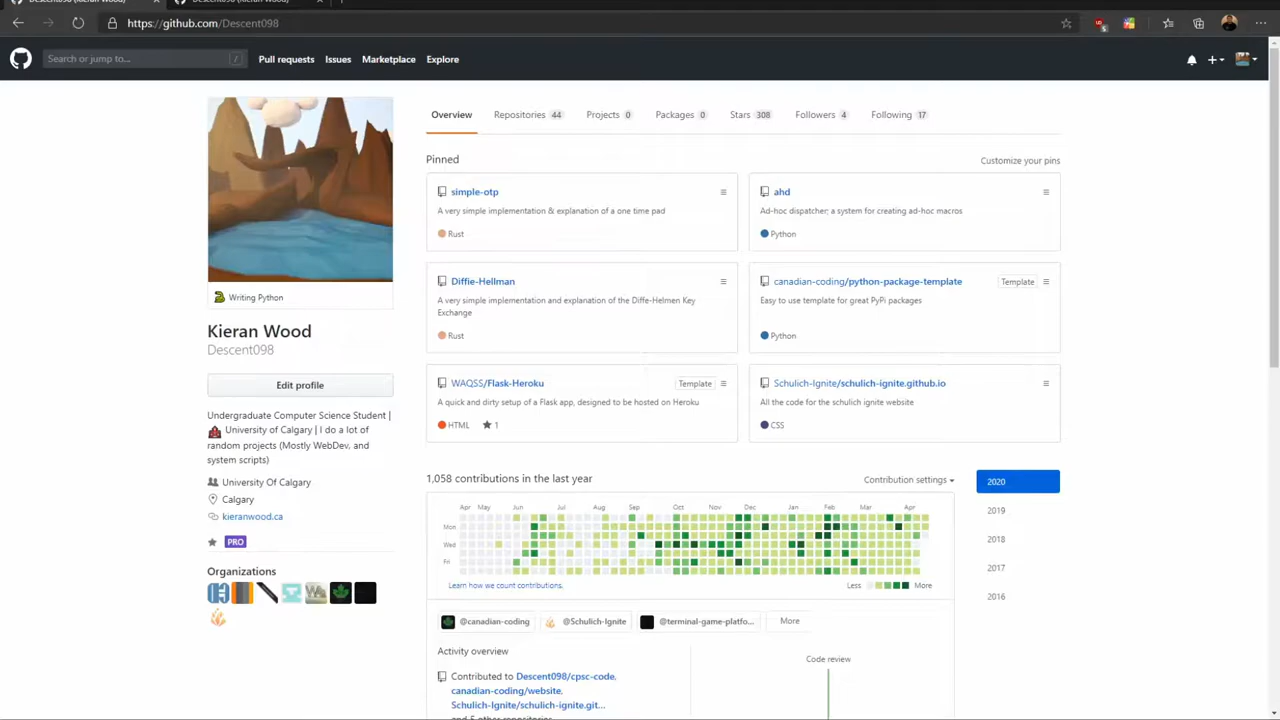 https://github.com/Descent098
Search or jump to... /
Pull requests Issues Marketplace Explore
Overview Repositories 44 Projects 0 Packages 0 Stars 308 Followers 4 Following 17
Pinned Customize your pins
simple-otp
A very simple implementation & explanation of a one time pad
Rust
ahd
Ad-hoc dispatcher; a system for creating ad-hoc macros
Python
Diffie-Hellman
A very simple implementation and explanation of the Diffe-Helmen Key
Exchange
Rust
canadian-coding/python-package-template Template
Easy to use template for great PyPi packages
Python
WAQSS/Flask-Heroku Template
A quick and dirty setup of a Flask app, designed to be hosted on Heroku
HTML 1
Schulich-Ignite/schulich-ignite.github.io
All the code for the schulich ignite website
CSS
Writing Python
Kieran Wood
Descent098
Edit profile
Undergraduate Computer Science Student |
University of Calgary | I do a lot of
random projects (Mostly WebDev, and
system scripts)
University Of Calgary
Calgary
kieranwood.ca
PRO
Organizations
1,058 contributions in the last year Contribution settings
Apr May Jun Jul Aug Sep Oct Nov Dec Jan Feb Mar Apr
Mon
Wed
Fri
Learn how we count contributions. Less More
@canadian-coding @Schulich-Ignite @terminal-game-platfo... More
Activity overview
Contributed to Descent098/cpsc-code,
canadian-coding/website,
Schulich-Ignite/schulich-ignite.git...
and 5 other repositories
Code review
2020
2019
2018
2017
2016